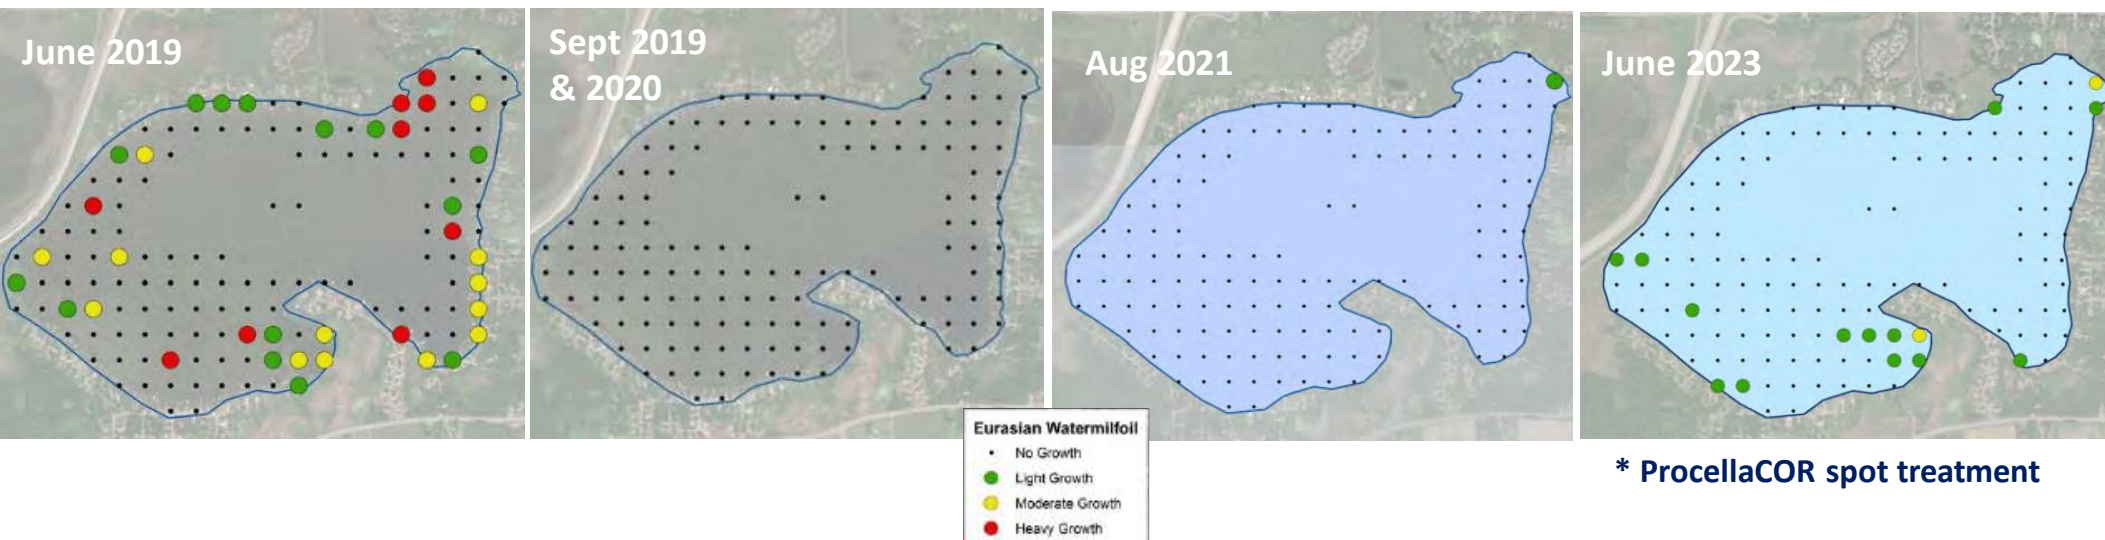 June 2019
Sept 2019
& 2020
Aug 2021
June 2023
Eurasian Watermilfoil
No Growth
Light Growth
Moderate Growth
Heavy Growth
* ProcellaCOR spot treatment